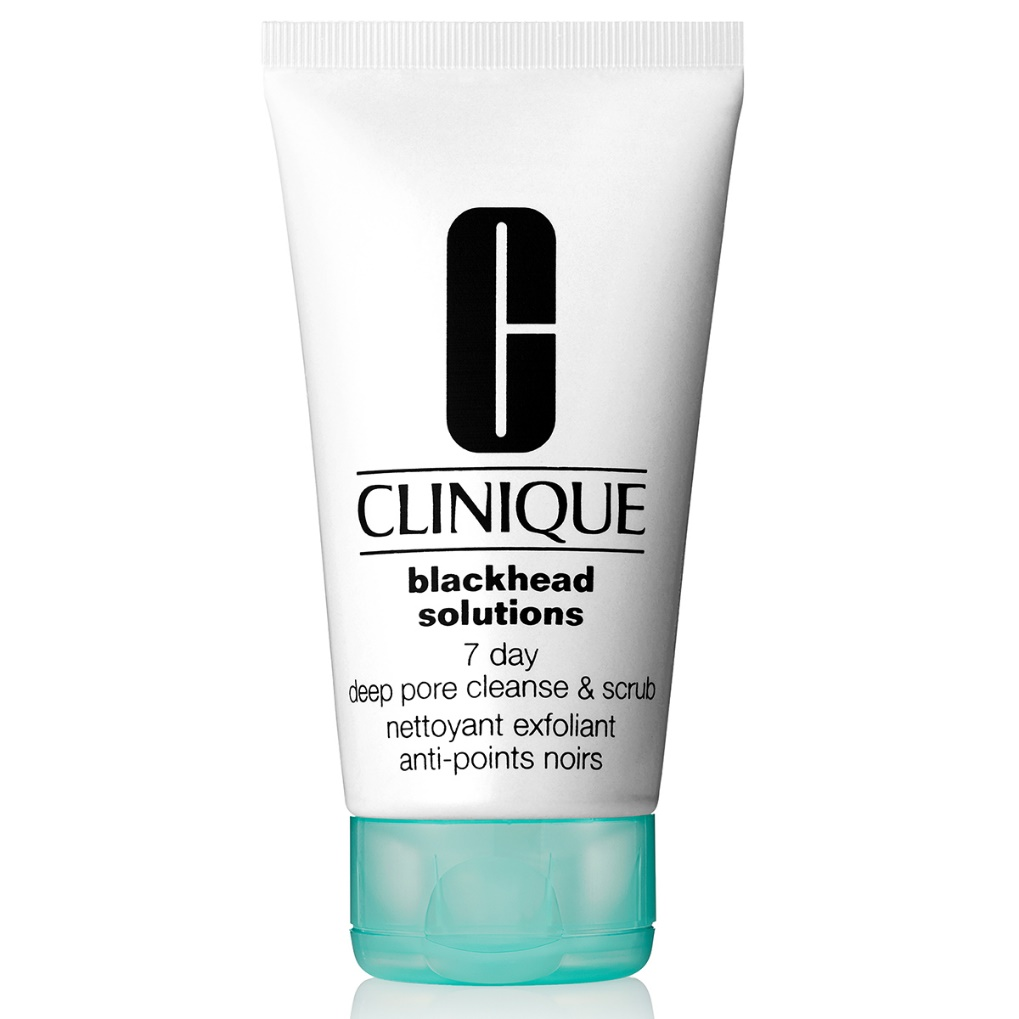 C
CLINIQUE
blackhead
solutions
7 day
deep pore cleanse & scrub
nettoyant exfoliant
anti-points noirs